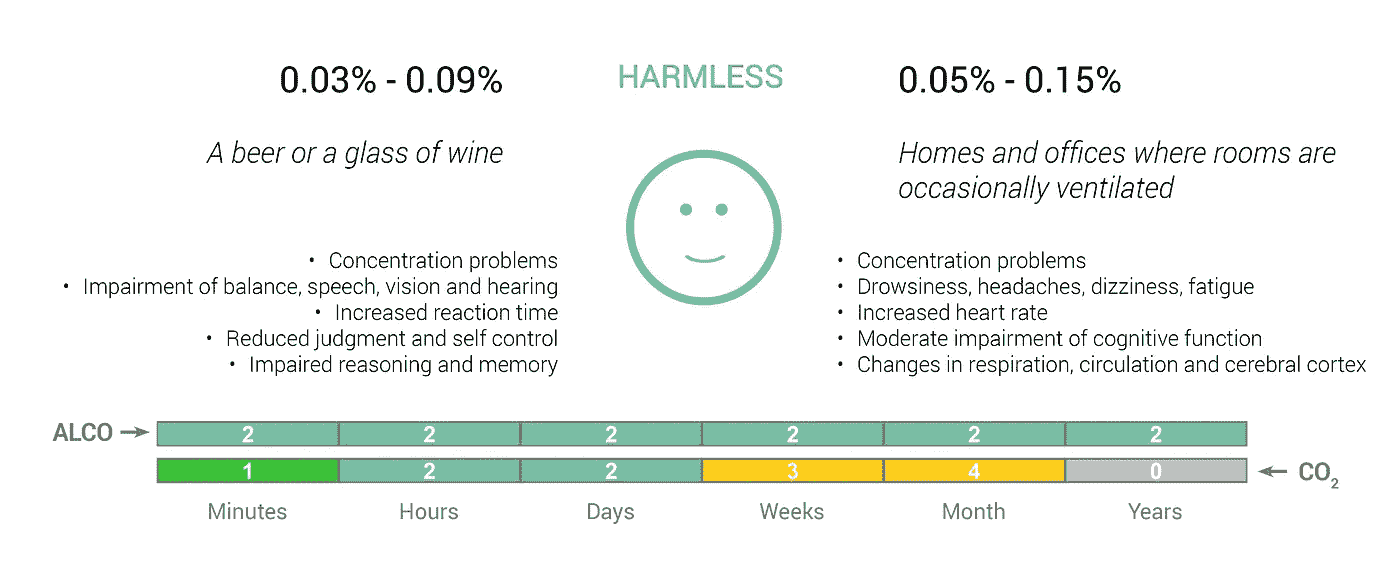 0.03% - 0.09%
HARMLESS
0.05% - 0.15%
A beer or a glass of wine
Homes and offices where rooms are
occasionally ventilated
• Concentration problems
• Impairment of balance, speech, vision and hearing
• Increased reaction time
• Reduced judgment and self control
• Impaired reasoning and memory
• Concentration problems
• Drowsiness, headaches, dizziness, fatigue
• Increased heart rate
• Moderate impairment of cognitive function
• Changes in respiration, circulation and cerebral cortex
ALCO → 2 2 2 2 2 2
1 2 2 3 4 0 ← CO₂
Minutes Hours Days Weeks Month Years